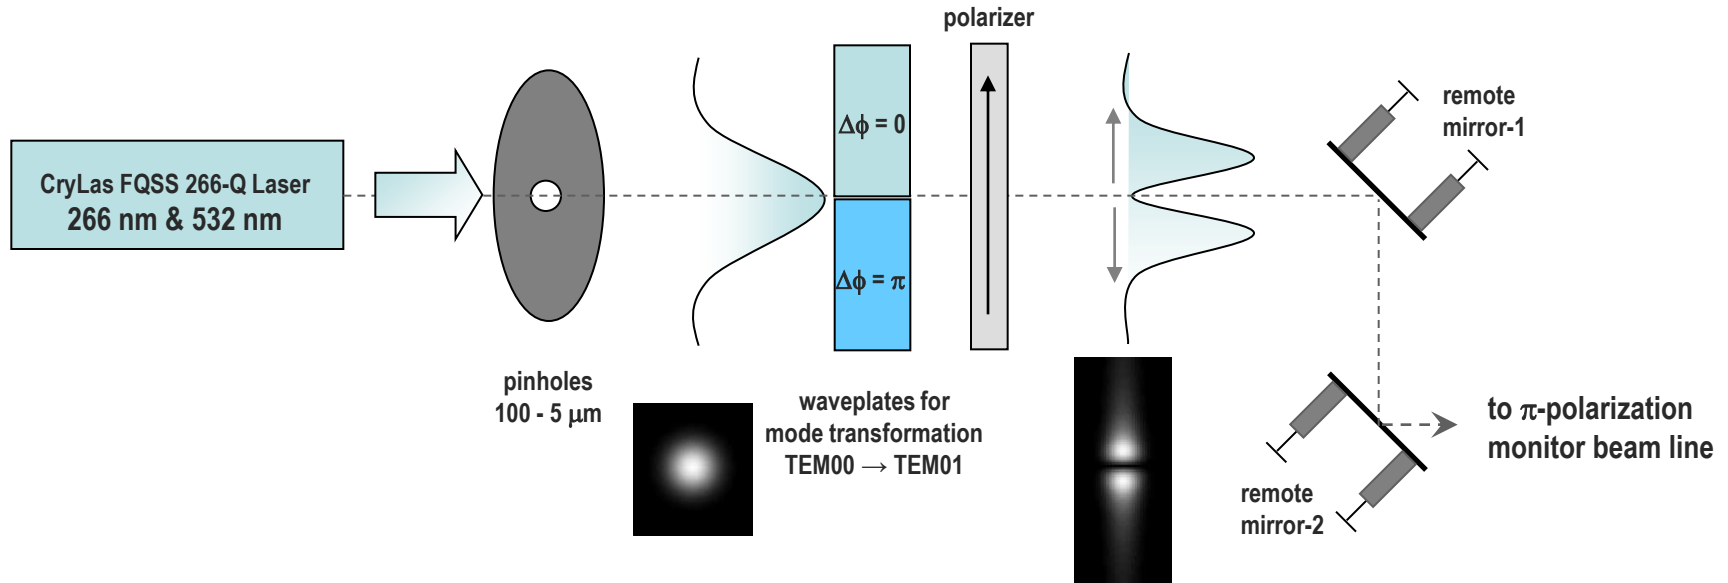 polarizer
CryLas FQSS 266-Q Laser
266 nm & 532 nm
pinholes
100 - 5 μm
Δϕ = 0
Δϕ = π
waveplates for
mode transformation
TEM00 → TEM01
remote
mirror-1
remote
mirror-2
to π-polarization
monitor beam line